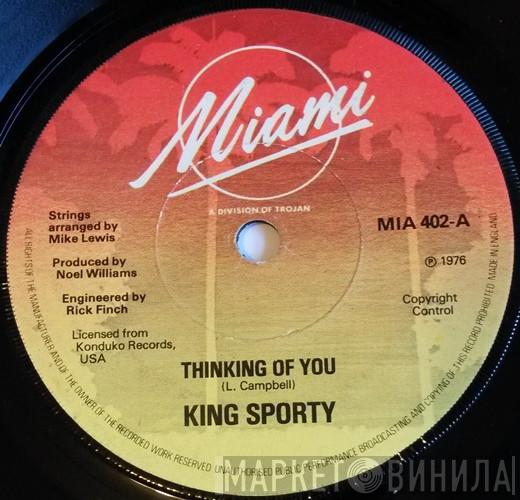 Miami
A DIVISION OF TROJAN
MIA 402-A
Strings
arranged by
Mike Lewis
Produced by
Noel Williams
Engineered by
Rick Finch
Licensed from
Konduko Records,
USA
℗ 1976
Copyright
Control
THINKING OF YOU
(L. Campbell)
KING SPORTY
ALL RIGHTS OF THE MANUFACTURER AND OF THE OWNER OF THE RECORDED WORK RESERVED. UNAUTHORISED PUBLIC PERFORMANCE BROADCASTING AND COPYING OF THIS RECORD PROHIBITED. MADE IN ENGLAND.
МАРКЕТ ВИНИЛА